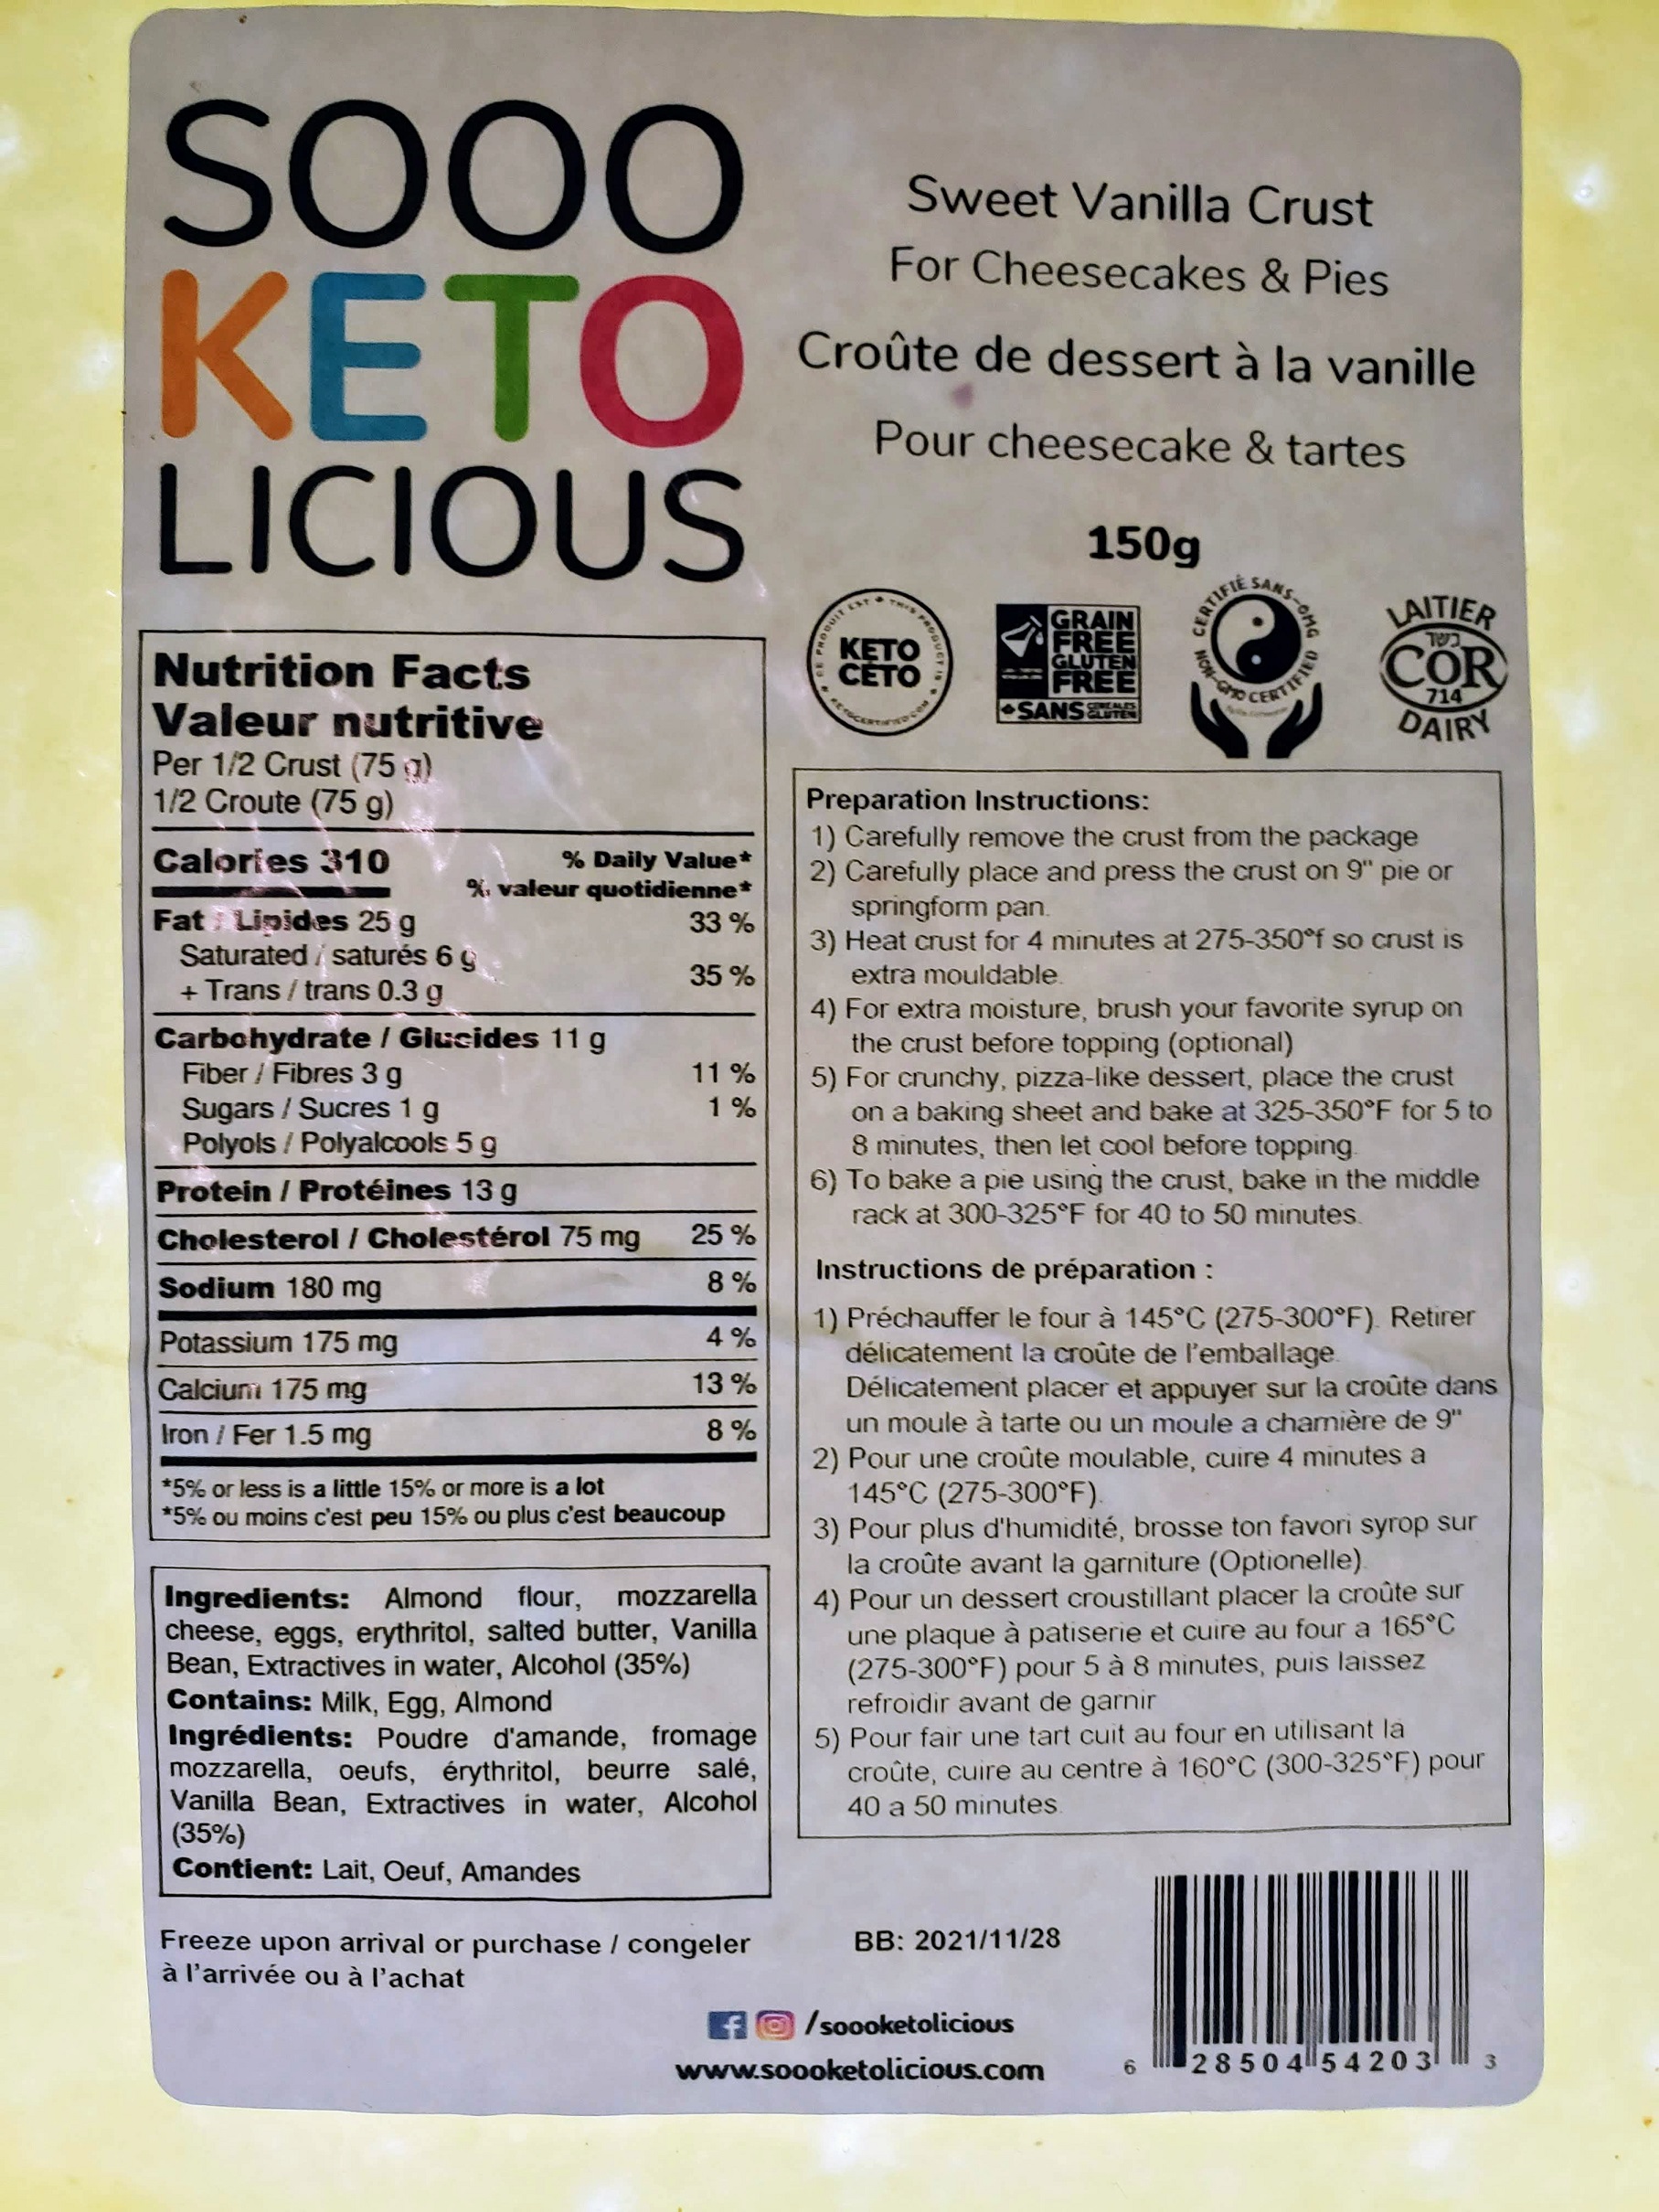 SOOO
KETO
LICIOUS
Sweet Vanilla Crust
For Cheesecakes & Pies
Croûte de dessert à la vanille
Pour cheesecake & tartes
150g
CE PRODUIT EST • THIS PRODUCT IS • KETOCERTIFIED.COM
KETO
CÉTO
GRAIN
FREE
GLUTEN
FREE
SANS CÉRÉALES GLUTEN
CERTIFIÉ SANS-OMG
NON-GMO CERTIFIED
LAITIER
כשר
COR
714
DAIRY
Nutrition Facts
Valeur nutritive
Per 1/2 Crust (75 g)
1/2 Croute (75 g)
Calories 310
% Daily Value*
% valeur quotidienne*
Fat / Lipides 25 g 33 %
Saturated / saturés 6 g
+ Trans / trans 0.3 g 35 %
Carbohydrate / Glucides 11 g
Fiber / Fibres 3 g 11 %
Sugars / Sucres 1 g 1 %
Polyols / Polyalcools 5 g
Protein / Protéines 13 g
Cholesterol / Cholestérol 75 mg 25 %
Sodium 180 mg 8 %
Potassium 175 mg 4 %
Calcium 175 mg 13 %
Iron / Fer 1.5 mg 8 %
*5% or less is a little 15% or more is a lot
*5% ou moins c'est peu 15% ou plus c'est beaucoup
Ingredients: Almond flour, mozzarella
cheese, eggs, erythritol, salted butter, Vanilla
Bean, Extractives in water, Alcohol (35%)
Contains: Milk, Egg, Almond
Ingrédients: Poudre d'amande, fromage
mozzarella, oeufs, érythritol, beurre salé,
Vanilla Bean, Extractives in water, Alcohol
(35%)
Contient: Lait, Oeuf, Amandes
Preparation Instructions:
1) Carefully remove the crust from the package
2) Carefully place and press the crust on 9" pie or
springform pan.
3) Heat crust for 4 minutes at 275-350°f so crust is
extra mouldable.
4) For extra moisture, brush your favorite syrup on
the crust before topping (optional)
5) For crunchy, pizza-like dessert, place the crust
on a baking sheet and bake at 325-350°F for 5 to
8 minutes, then let cool before topping.
6) To bake a pie using the crust, bake in the middle
rack at 300-325°F for 40 to 50 minutes.
Instructions de préparation :
1) Préchauffer le four à 145°C (275-300°F). Retirer
délicatement la croûte de l'emballage.
Délicatement placer et appuyer sur la croûte dans
un moule à tarte ou un moule a charnière de 9"
2) Pour une croûte moulable, cuire 4 minutes a
145°C (275-300°F).
3) Pour plus d'humidité, brosse ton favori syrop sur
la croûte avant la garniture (Optionelle).
4) Pour un dessert croustillant placer la croûte sur
une plaque à patiserie et cuire au four a 165°C
(275-300°F) pour 5 à 8 minutes, puis laissez
refroidir avant de garnir
5) Pour fair une tart cuit au four en utilisant la
croûte, cuire au centre à 160°C (300-325°F) pour
40 a 50 minutes.
Freeze upon arrival or purchase / congeler
à l'arrivée ou à l'achat
BB: 2021/11/28
/soooketolicious
www.soooketolicious.com
6 28504 54203 3